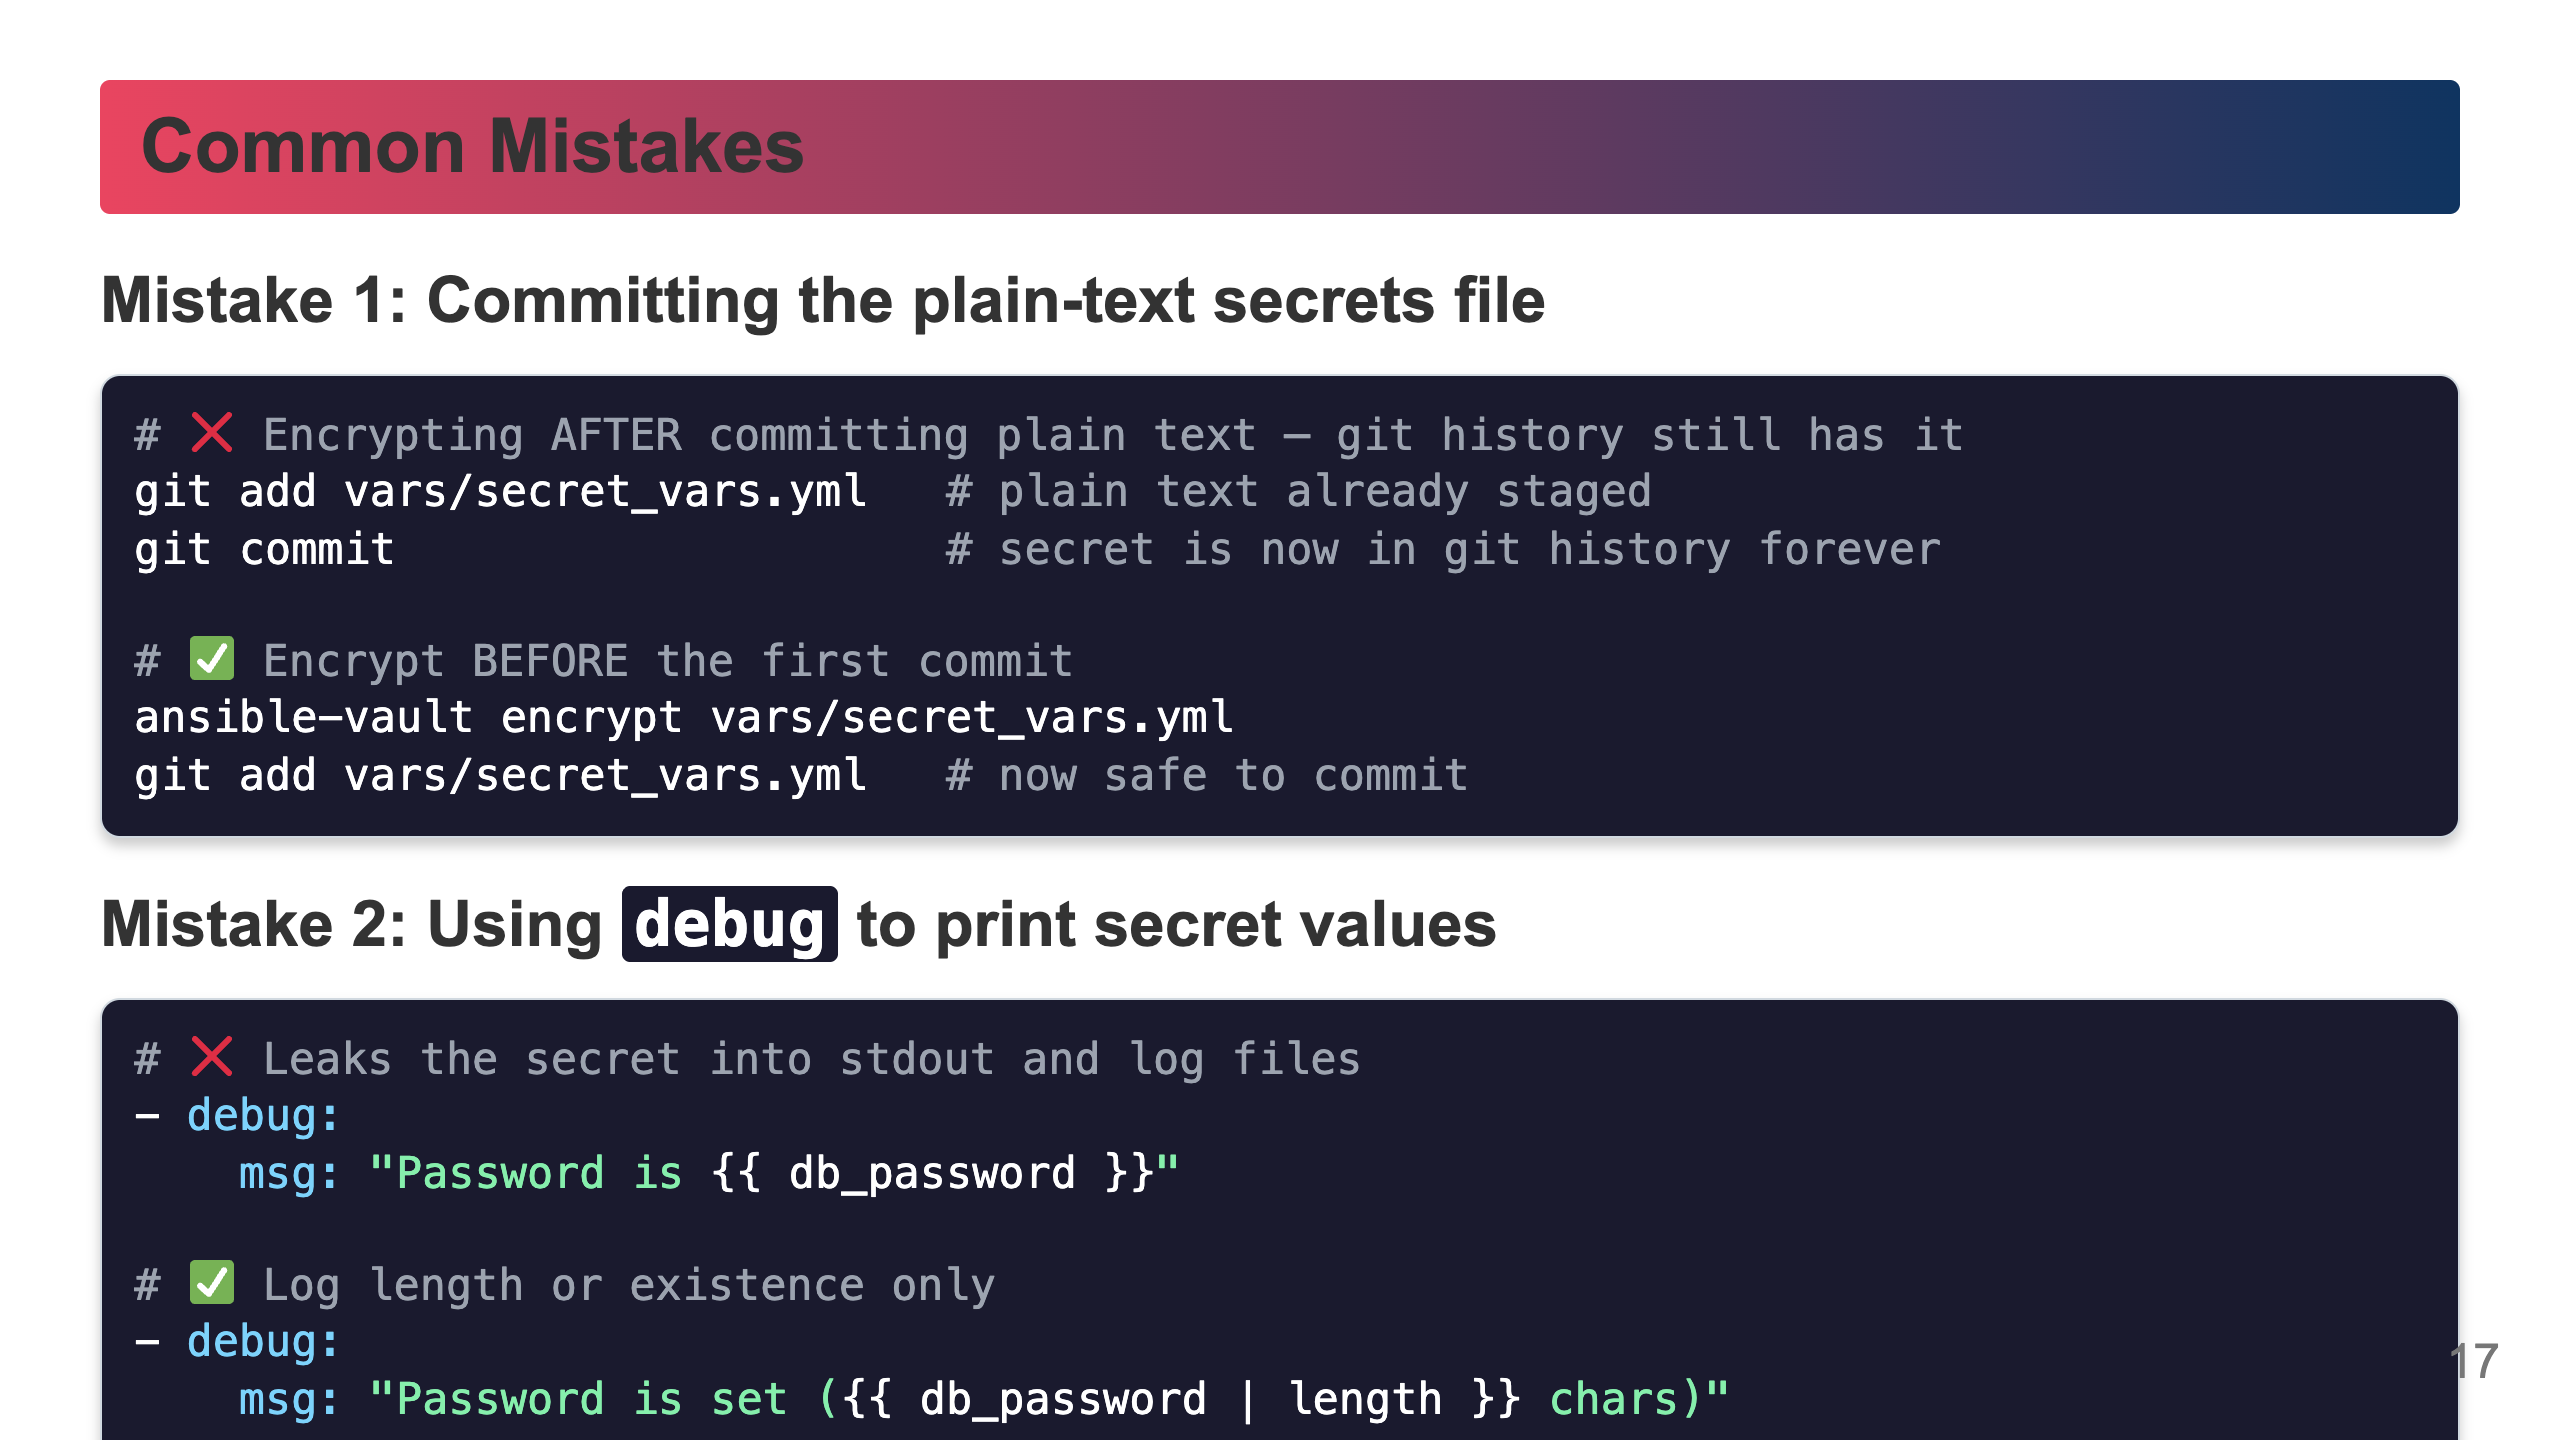 Common Mistakes
Mistake 1: Committing the plain-text secrets file
# ❌ Encrypting AFTER committing plain text — git history still has it
git add vars/secret_vars.yml   # plain text already staged
git commit                     # secret is now in git history forever
# ✅ Encrypt BEFORE the first commit
ansible-vault encrypt vars/secret_vars.yml
git add vars/secret_vars.yml   # now safe to commit
Mistake 2: Using debug to print secret values
# ❌ Leaks the secret into stdout and log files
- debug:
    msg: "Password is {{ db_password }}"
# ✅ Log length or existence only
- debug:
    msg: "Password is set ({{ db_password | length }} chars)"
17